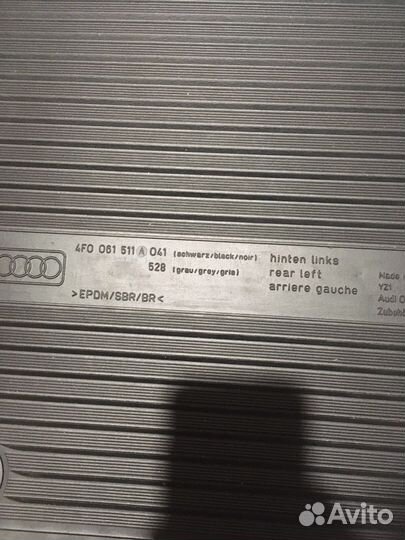 4F0 061 511 A 041 (schwarz/black/noir)
528 (grau/grey/gris)
>EPDM/SBR/BR<
hinten links
rear left
arriere gauche
Made
YZ1
Audi
Zubehö
Avito